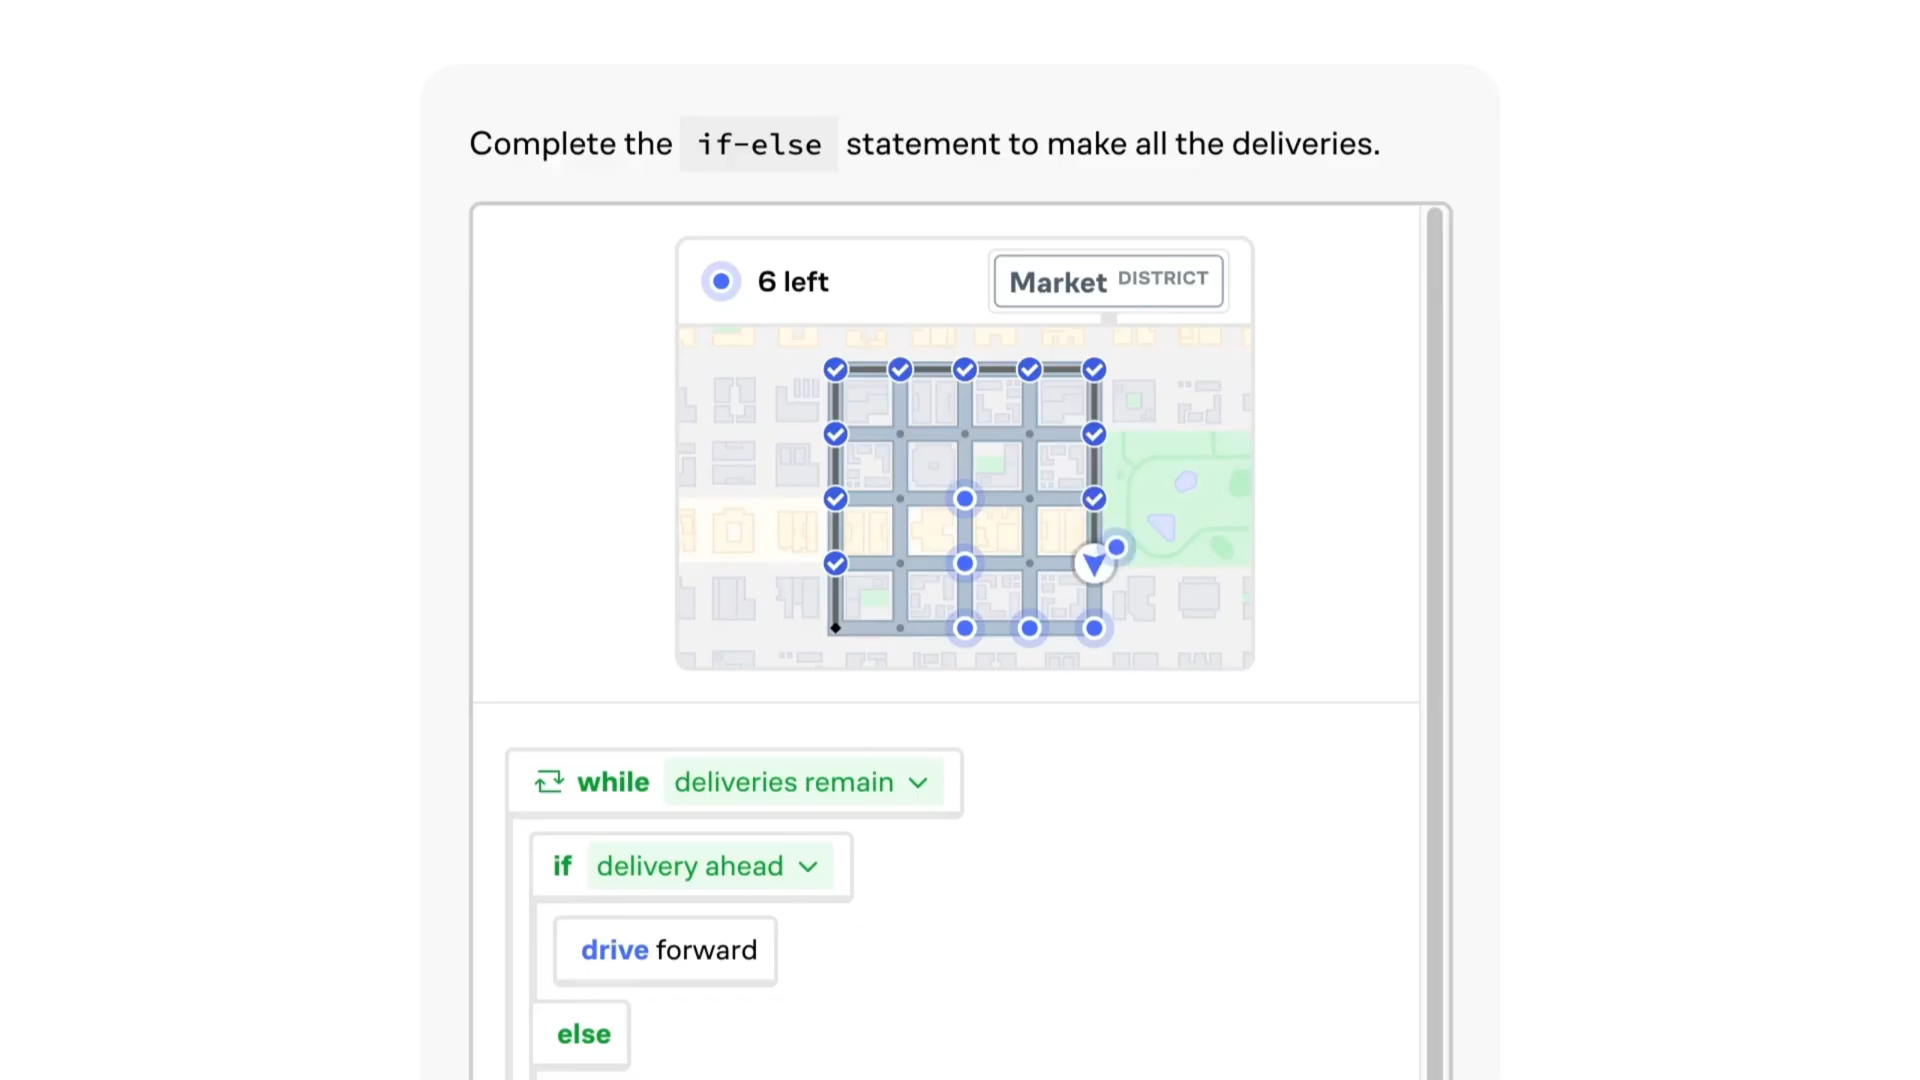 Complete the if-else statement to make all the deliveries.
6 left
Market DISTRICT
while deliveries remain
if delivery ahead
drive forward
else